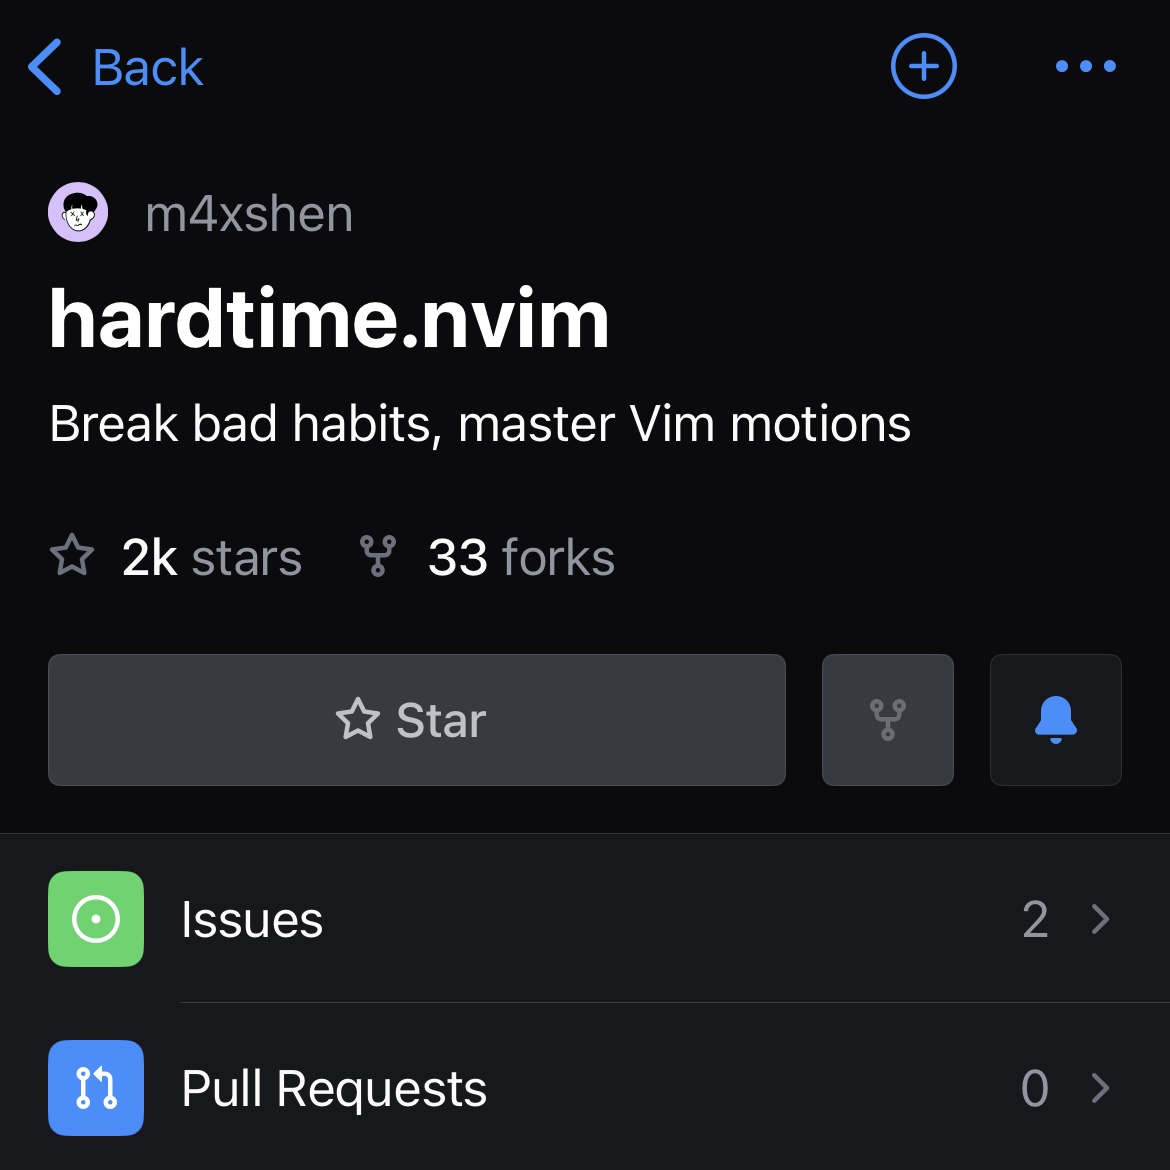 Back
m4xshen
hardtime.nvim
Break bad habits, master Vim motions
2k stars 33 forks
Star
Issues 2
Pull Requests 0